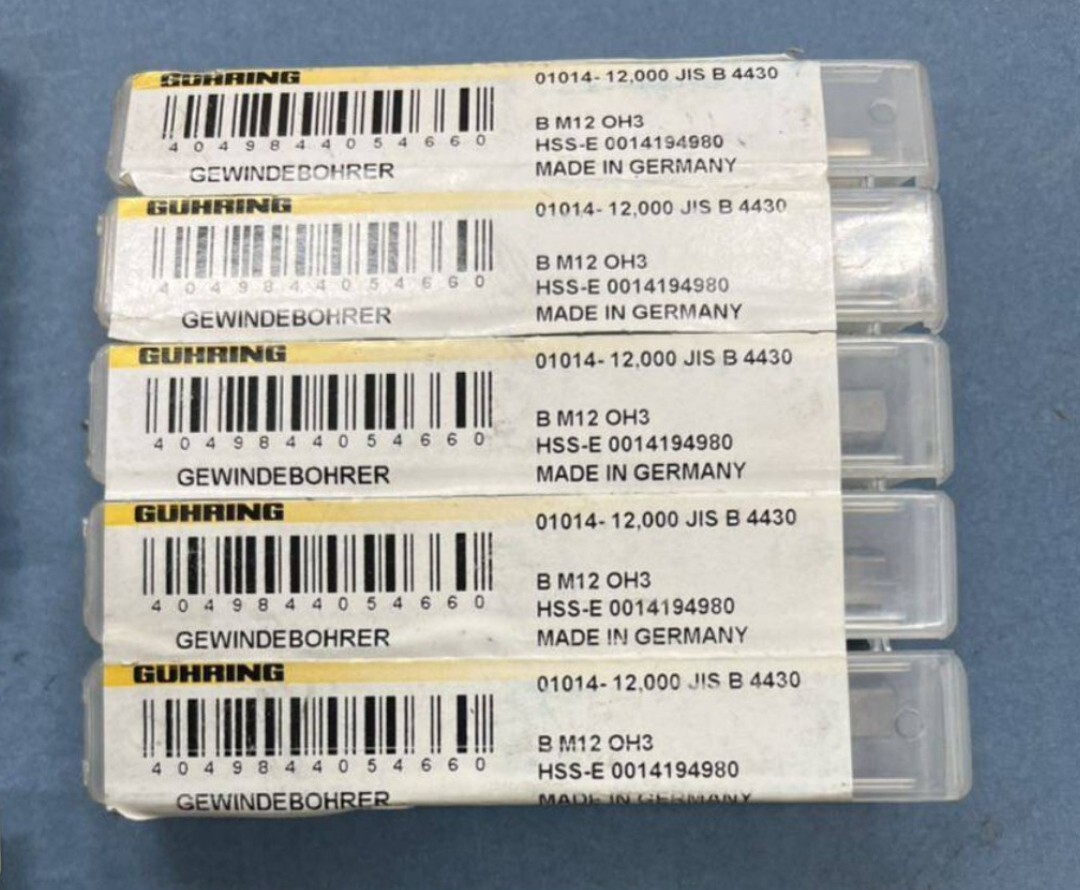 GUHRING
01014- 12,000 JIS B 4430
4 0 4 9 8 4 4 0 5 4 6 6 0
B M12 OH3
HSS-E 0014194980
GEWINDEBOHRER
MADE IN GERMANY
GUHRING
01014- 12,000 JIS B 4430
4 0 4 9 8 4 4 0 5 4 6 6 0
B M12 OH3
HSS-E 0014194980
GEWINDEBOHRER
MADE IN GERMANY
GUHRING
01014- 12,000 JIS B 4430
4 0 4 9 8 4 4 0 5 4 6 6 0
B M12 OH3
HSS-E 0014194980
GEWINDEBOHRER
MADE IN GERMANY
GUHRING
01014- 12,000 JIS B 4430
4 0 4 9 8 4 4 0 5 4 6 6 0
B M12 OH3
HSS-E 0014194980
GEWINDEBOHRER
MADE IN GERMANY
GUHRING
01014- 12,000 JIS B 4430
4 0 4 9 8 4 4 0 5 4 6 6 0
B M12 OH3
HSS-E 0014194980
GEWINDEBOHRER
MADE IN GERMANY